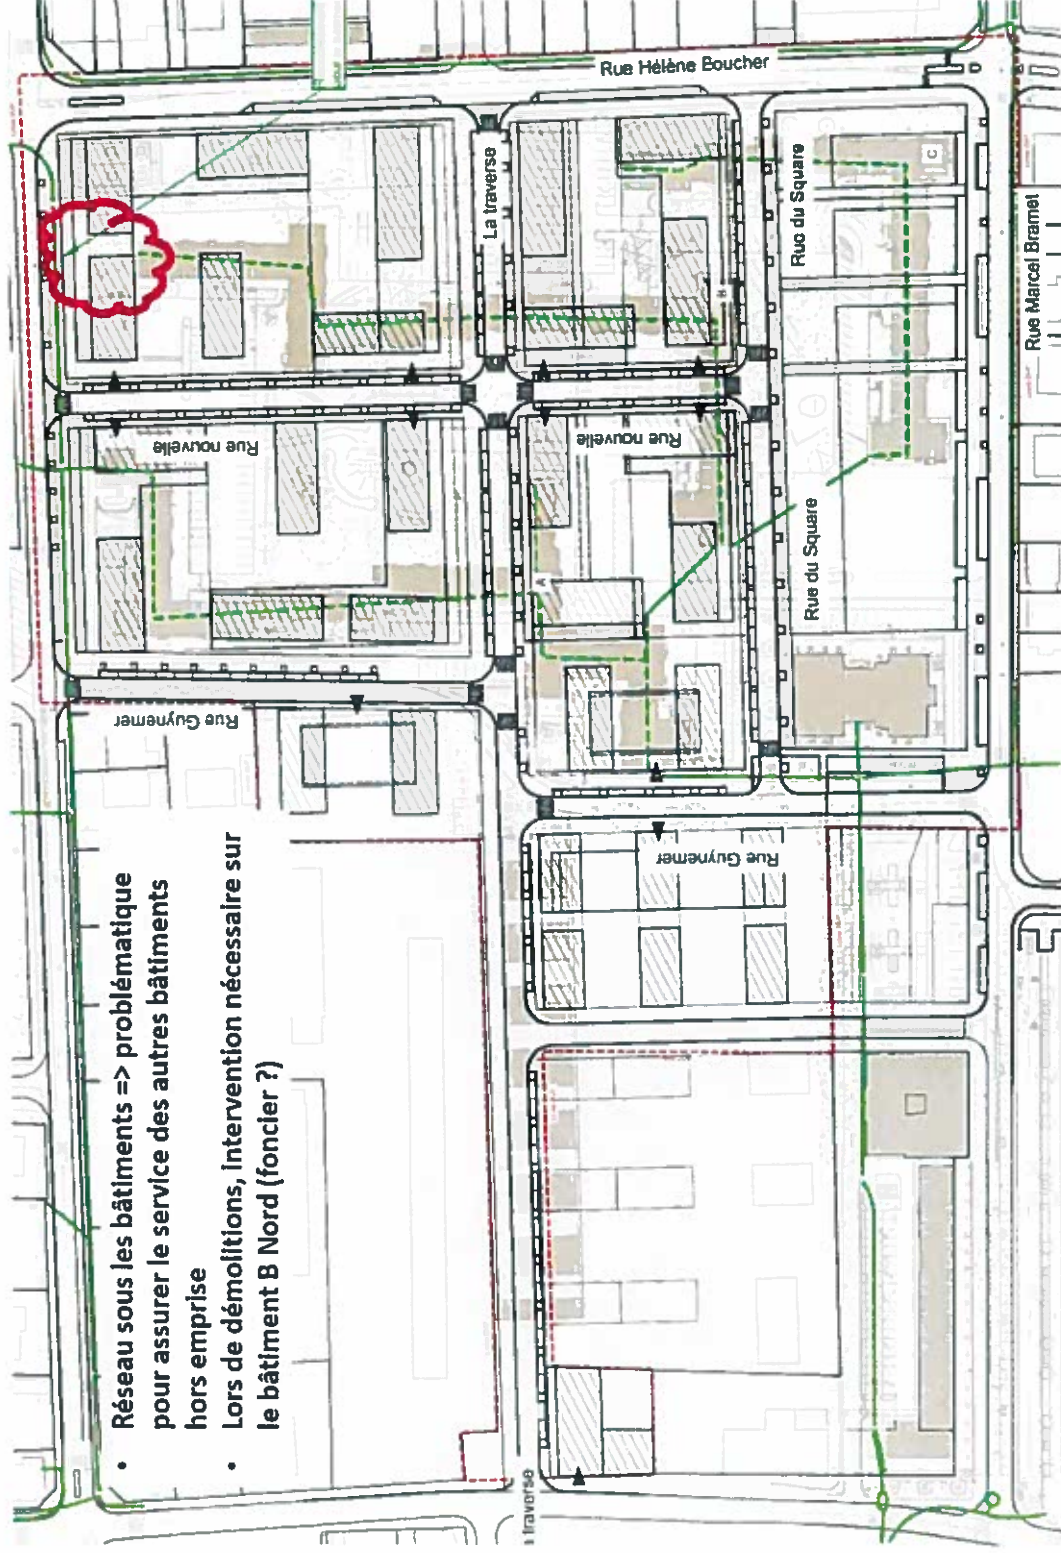 • Réseau sous les bâtiments => problématique
pour assurer le service des autres bâtiments
hors emprise
• Lors de démolitions, intervention nécessaire sur
le bâtiment B Nord (foncier ?)
Rue Hélène Boucher
La traverse
Rue du Square
Rue Marcel Bramet
Rue nouvelle
Rue nouvelle
Rue du Square
Rue Guynemer
Rue Guynemer
traverse
A
B
C